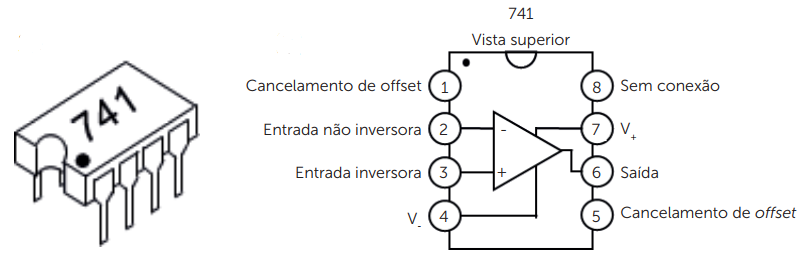 741
741
Vista superior
Cancelamento de offset 1
8 Sem conexão
Entrada não inversora 2 -
7 V+
Entrada inversora 3 +
6 Saída
V- 4
5 Cancelamento de offset